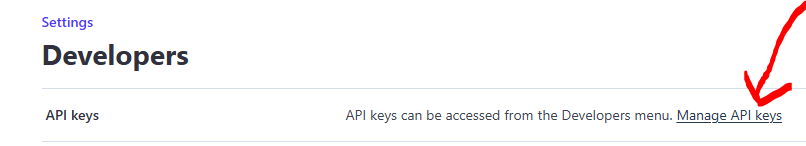 Settings
Developers
API keys API keys can be accessed from the Developers menu. Manage API keys